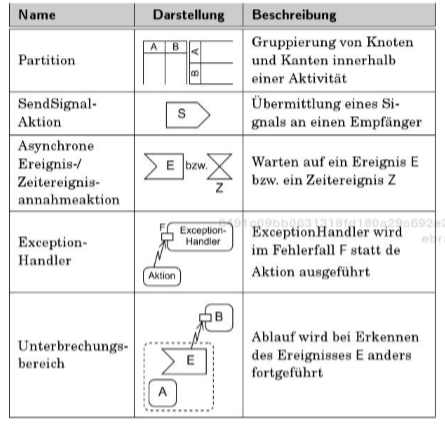 Name Darstellung Beschreibung
Partition
A B
A
B
Gruppierung von Knoten
und Kanten innerhalb
einer Aktivität
SendSignal-
Aktion
S
Übermittlung eines Si-
gnals an einen Empfänger
Asynchrone
Ereignis-/
Zeitereignis-
annahmeaktion
E bzw.
Z
Warten auf ein Ereignis E
bzw. ein Zeitereignis Z
Exception-
Handler
F Exception-
Handler
Aktion
ExceptionHandler wird
im Fehlerfall F statt de
Aktion ausgeführt
Unterbrechungs-
bereich
B
E
A
Ablauf wird bei Erkennen
des Ereignisses E anders
fortgeführt